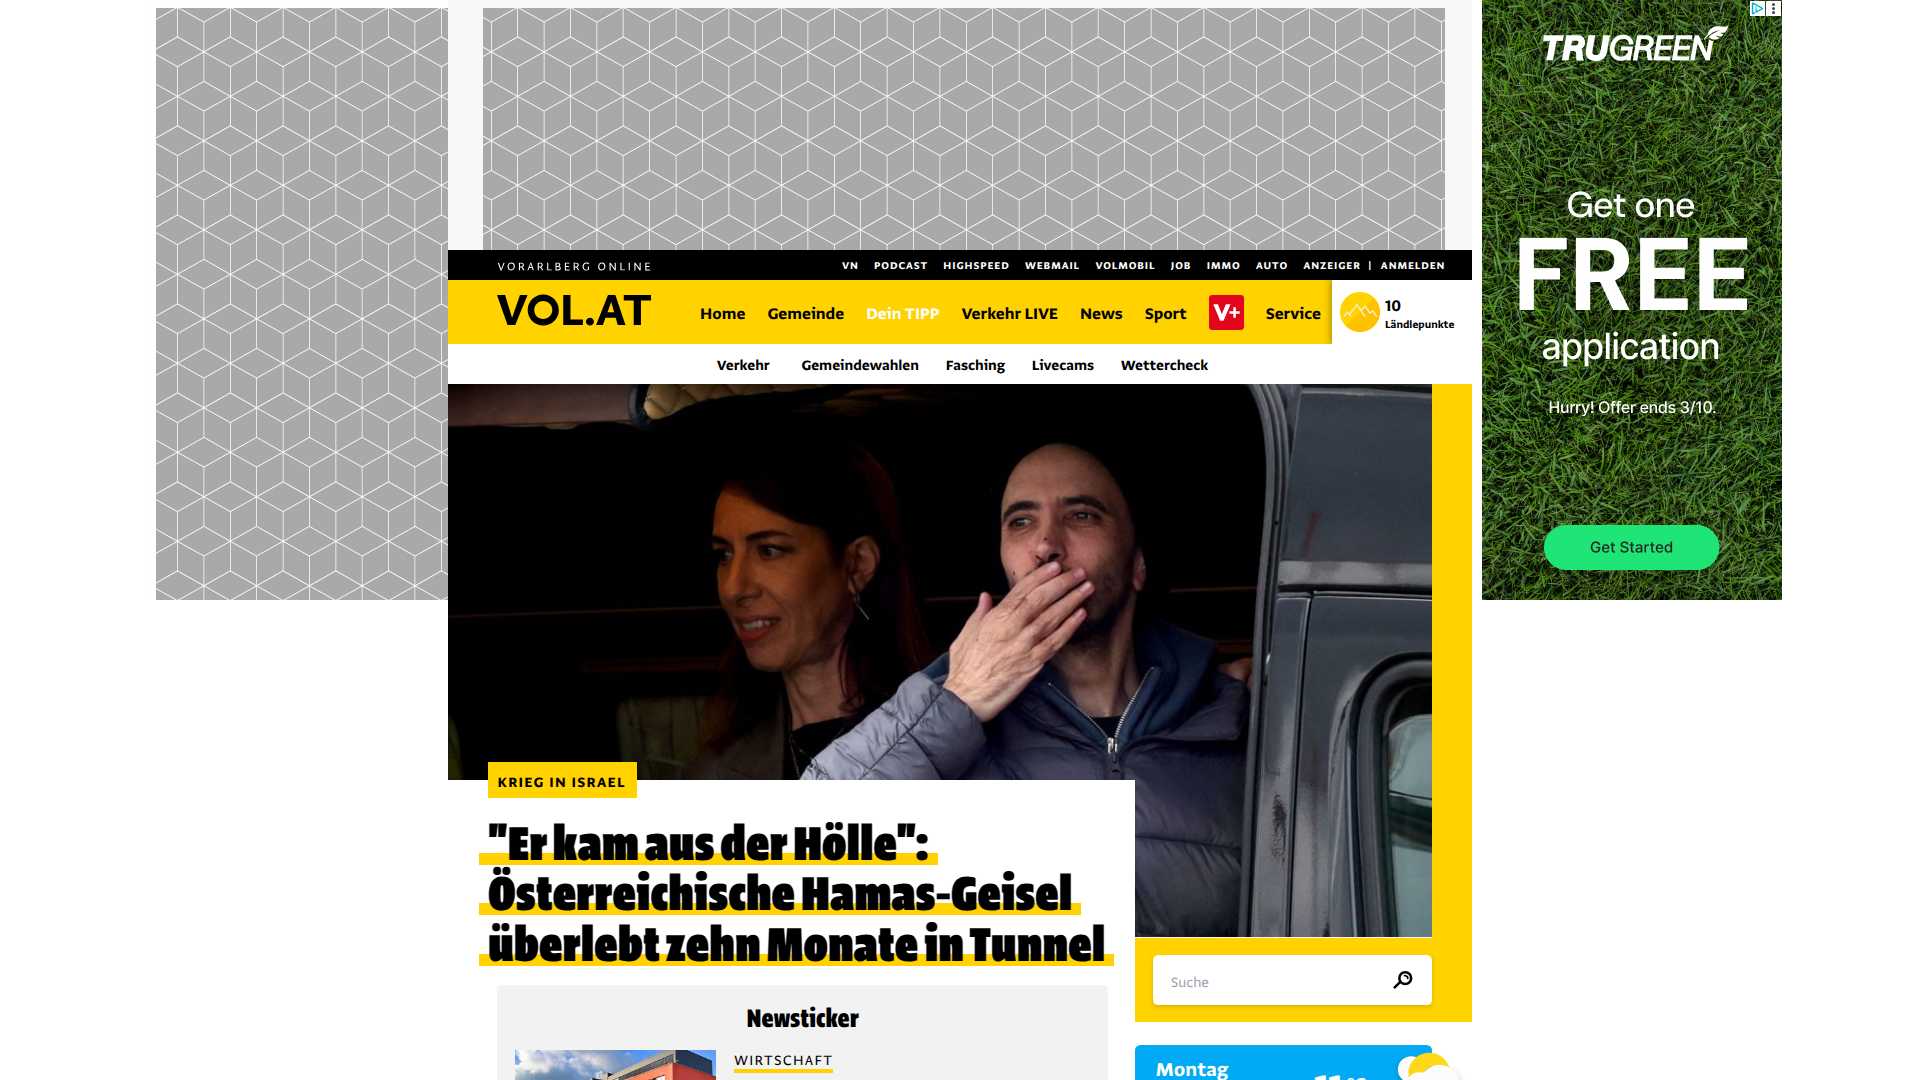 VORARLBERG ONLINE
VN PODCAST HIGHSPEED WEBMAIL VOLMOBIL JOB IMMO AUTO ANZEIGER | ANMELDEN
VOL.AT
Home Gemeinde Dein TIPP Verkehr LIVE News Sport V+ Service
10
Ländlepunkte
Verkehr Gemeindewahlen Fasching Livecams Wettercheck
KRIEG IN ISRAEL
"Er kam aus der Hölle":
Österreichische Hamas-Geisel
überlebt zehn Monate in Tunnel
Suche
Newsticker
WIRTSCHAFT
Montag
TRUGREEN
Get one
FREE
application
Hurry! Offer ends 3/10.
Get Started